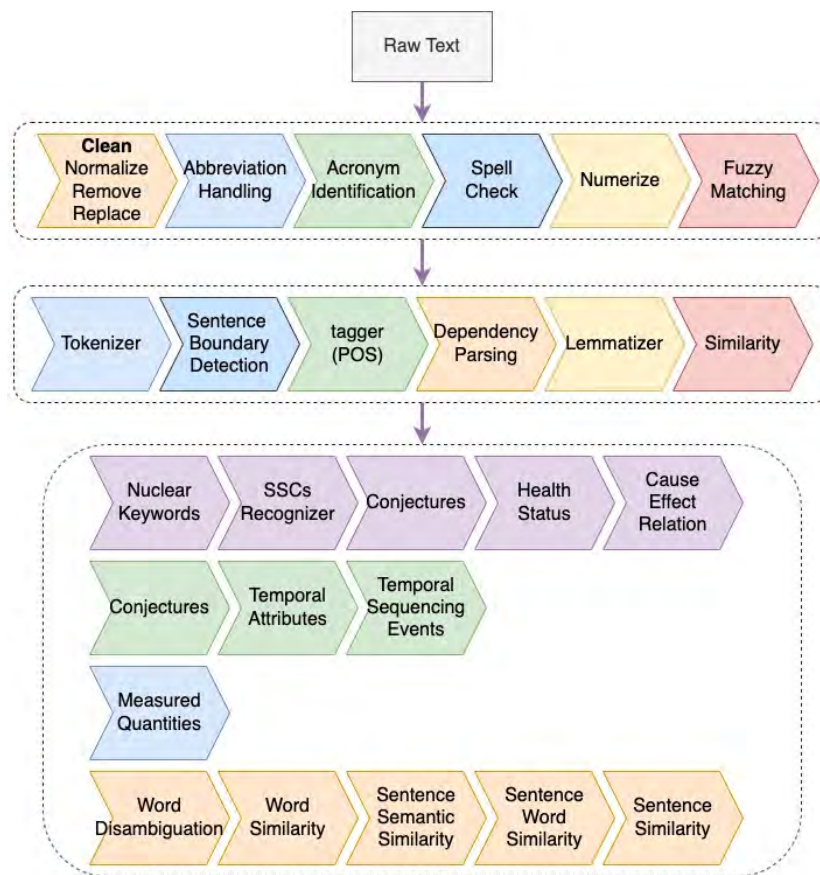 Raw Text
Clean
Normalize
Remove
Replace
Abbreviation
Handling
Acronym
Identification
Spell
Check
Numerize
Fuzzy
Matching
Tokenizer
Sentence
Boundary
Detection
tagger
(POS)
Dependency
Parsing
Lemmatizer
Similarity
Nuclear
Keywords
SSCs
Recognizer
Conjectures
Health
Status
Cause
Effect
Relation
Conjectures
Temporal
Attributes
Temporal
Sequencing
Events
Measured
Quantities
Word
Disambiguation
Word
Similarity
Sentence
Semantic
Similarity
Sentence
Word
Similarity
Sentence
Similarity